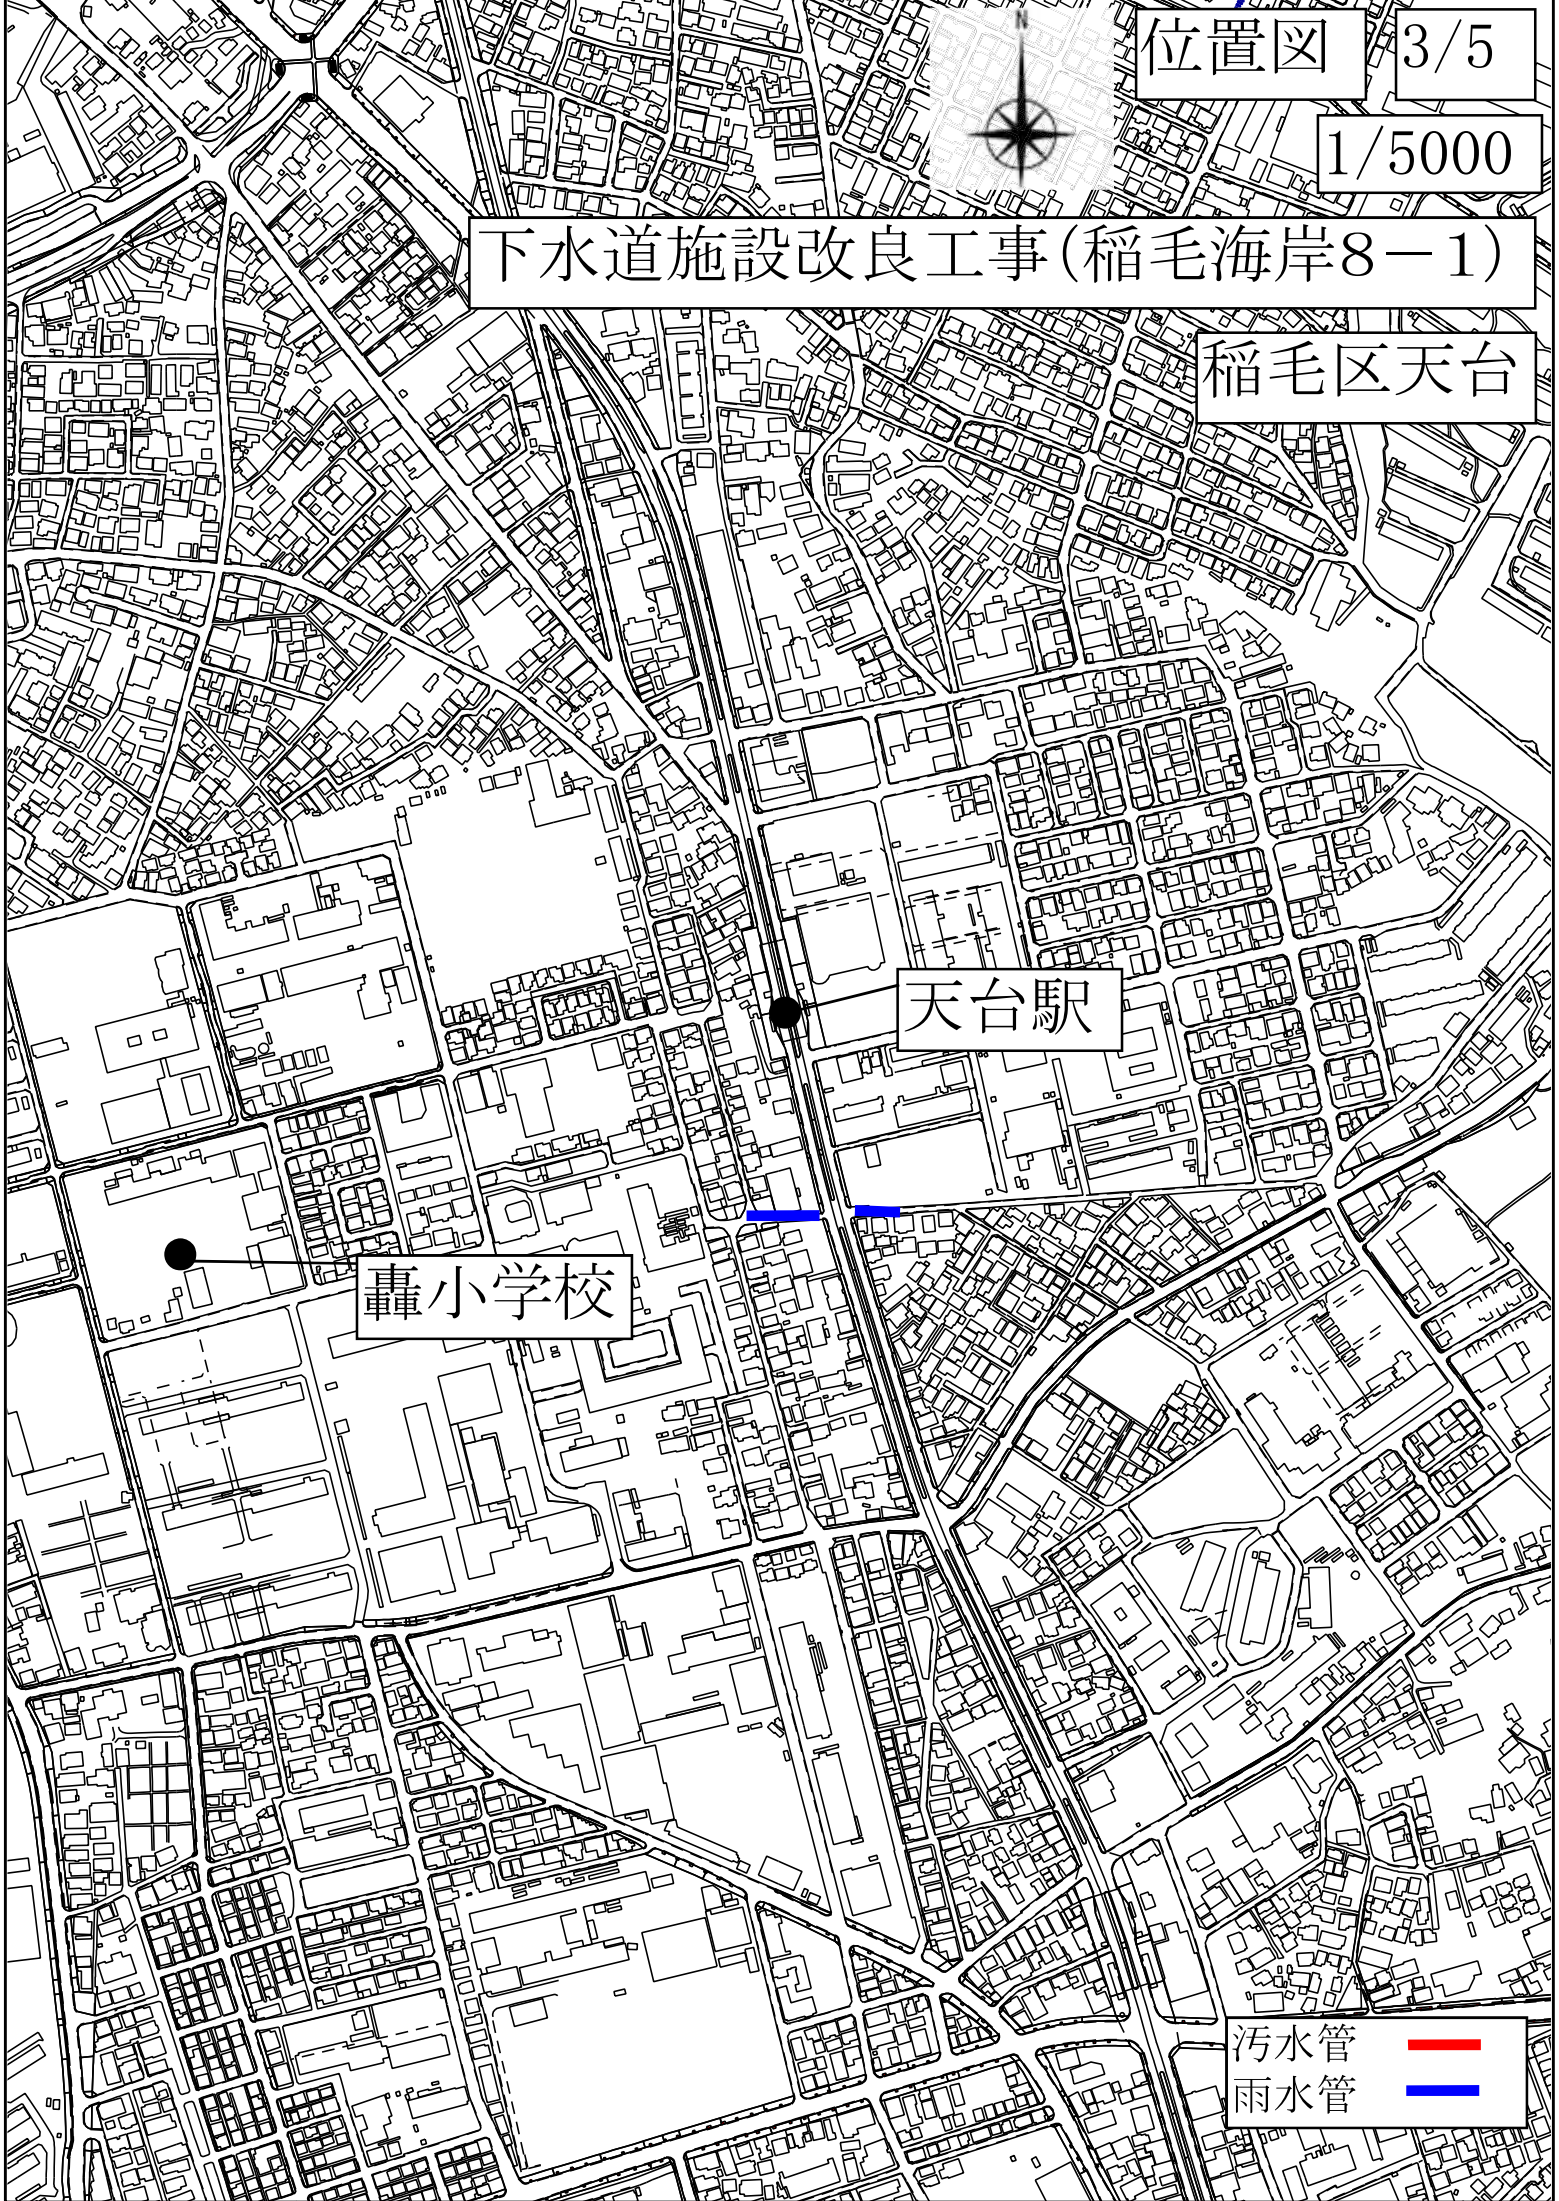 N
位置図
3/5
1/5000
下水道施設改良工事(稲毛海岸8－1)
稲毛区天台
天台駅
轟小学校
汚水管
雨水管